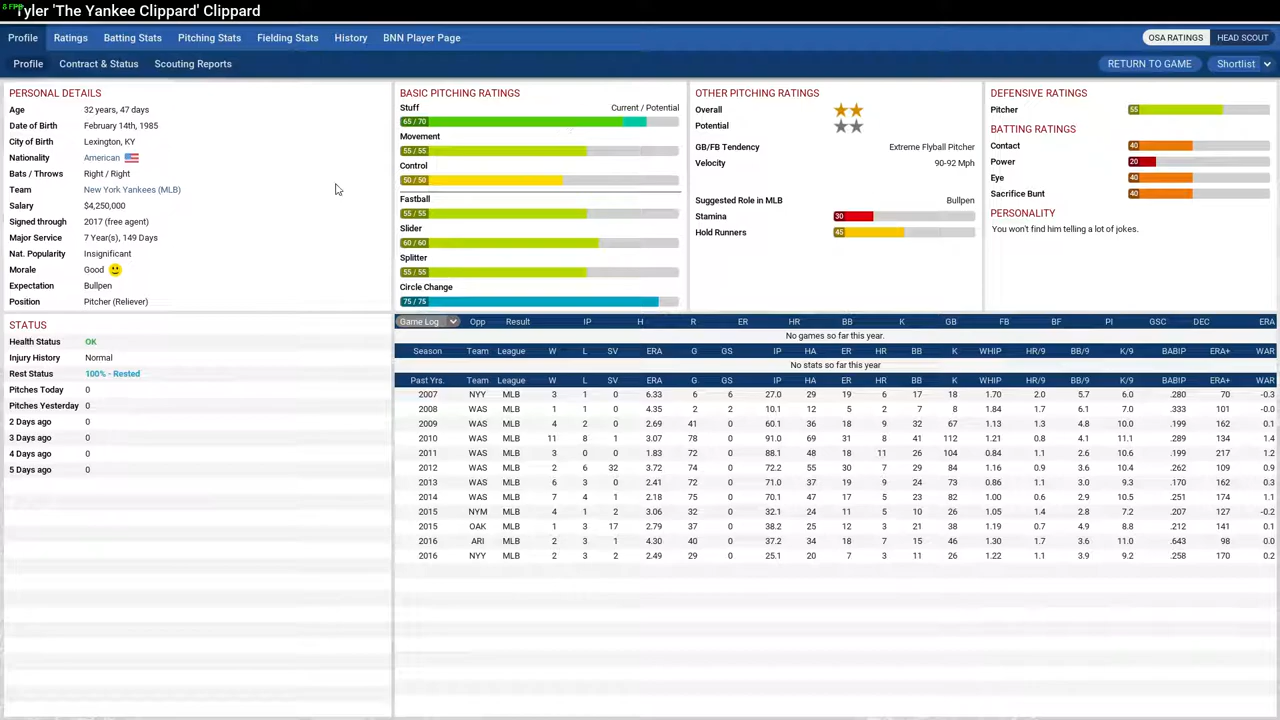 8 FPS
Tyler 'The Yankee Clippard' Clippard
Profile Ratings Batting Stats Pitching Stats Fielding Stats History BNN Player Page OSA RATINGS HEAD SCOUT
Profile Contract & Status Scouting Reports RETURN TO GAME Shortlist
PERSONAL DETAILS
Age 32 years, 47 days
Date of Birth February 14th, 1985
City of Birth Lexington, KY
Nationality American
Bats / Throws Right / Right
Team New York Yankees (MLB)
Salary $4,250,000
Signed through 2017 (free agent)
Major Service 7 Year(s), 149 Days
Nat. Popularity Insignificant
Morale Good
Expectation Bullpen
Position Pitcher (Reliever)
BASIC PITCHING RATINGS
Stuff Current / Potential
65 / 70
Movement
55 / 55
Control
50 / 50
Fastball
55 / 55
Slider
60 / 60
Splitter
55 / 55
Circle Change
75 / 75
OTHER PITCHING RATINGS
Overall
Potential
GB/FB Tendency Extreme Flyball Pitcher
Velocity 90-92 Mph
Suggested Role in MLB Bullpen
Stamina 30
Hold Runners 45
DEFENSIVE RATINGS
Pitcher 55
BATTING RATINGS
Contact 40
Power 20
Eye 40
Sacrifice Bunt 40
PERSONALITY
You won't find him telling a lot of jokes.
STATUS
Health Status OK
Injury History Normal
Rest Status 100% - Rested
Pitches Today 0
Pitches Yesterday 0
2 Days ago 0
3 Days ago 0
4 Days ago 0
5 Days ago 0
Game Log Opp Result IP H R ER HR BB K GB FB BF PI GSC DEC ERA
No games so far this year.
Season Team League W L SV ERA G GS IP HA ER HR BB K WHIP HR/9 BB/9 K/9 BABIP ERA+ WAR
No stats so far this year
Past Yrs. Team League W L SV ERA G GS IP HA ER HR BB K WHIP HR/9 BB/9 K/9 BABIP ERA+ WAR
2007 NYY MLB 3 1 0 6.33 6 6 27.0 29 19 6 17 18 1.70 2.0 5.7 6.0 .280 70 -0.3
2008 WAS MLB 1 1 0 4.35 2 2 10.1 12 5 2 7 8 1.84 1.7 6.1 7.0 .333 101 -0.0
2009 WAS MLB 4 2 0 2.69 41 0 60.1 36 18 9 32 67 1.13 1.3 4.8 10.0 .199 162 0.1
2010 WAS MLB 11 8 1 3.07 78 0 91.0 69 31 8 41 112 1.21 0.8 4.1 11.1 .289 134 1.4
2011 WAS MLB 3 0 0 1.83 72 0 88.1 48 18 11 26 104 0.84 1.1 2.6 10.6 .199 217 1.2
2012 WAS MLB 2 6 32 3.72 74 0 72.2 55 30 7 29 84 1.16 0.9 3.6 10.4 .262 109 0.9
2013 WAS MLB 6 3 0 2.41 72 0 71.0 37 19 9 24 73 0.86 1.1 3.0 9.3 .170 162 0.3
2014 WAS MLB 7 4 1 2.18 75 0 70.1 47 17 5 23 82 1.00 0.6 2.9 10.5 .251 174 1.1
2015 NYM MLB 4 1 2 3.06 32 0 32.1 24 11 5 10 26 1.05 1.4 2.8 7.2 .207 127 -0.2
2015 OAK MLB 1 3 17 2.79 37 0 38.2 25 12 3 21 38 1.19 0.7 4.9 8.8 .212 141 0.1
2016 ARI MLB 2 3 1 4.30 40 0 37.2 34 18 7 15 46 1.30 1.7 3.6 11.0 .643 98 0.0
2016 NYY MLB 2 3 2 2.49 29 0 25.1 20 7 3 11 26 1.22 1.1 3.9 9.2 .258 170 0.2